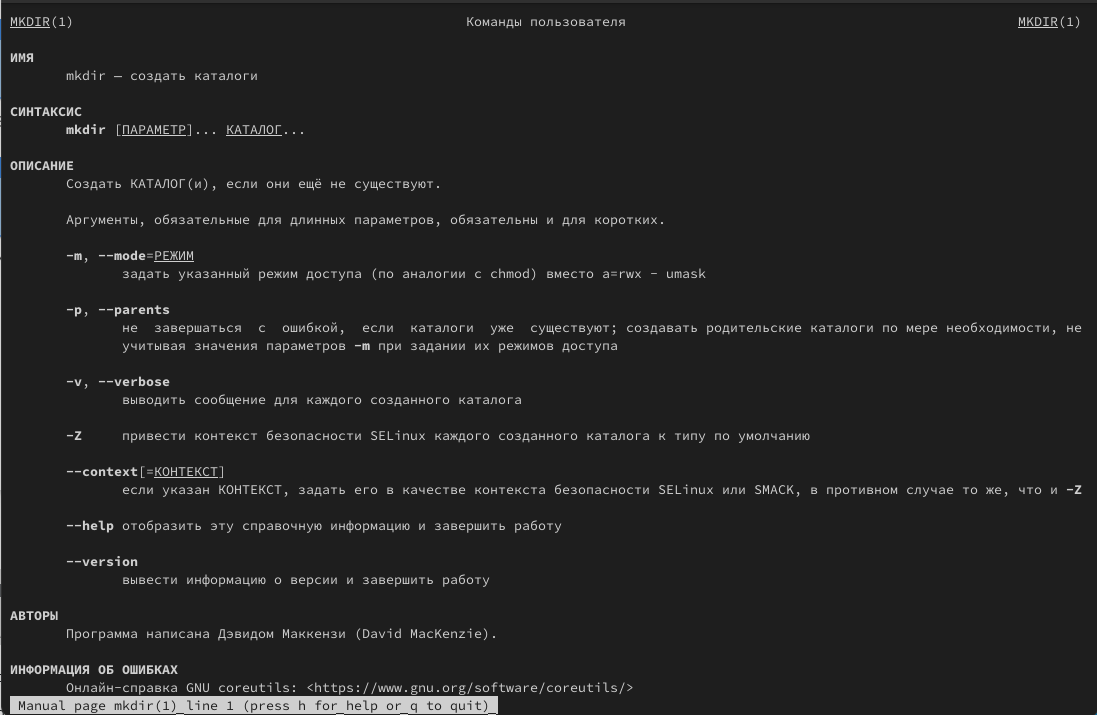 MKDIR(1) Команды пользователя MKDIR(1)
ИМЯ
mkdir — создать каталоги
СИНТАКСИС
mkdir [ПАРАМЕТР]... КАТАЛОГ...
ОПИСАНИЕ
Создать КАТАЛОГ(и), если они ещё не существуют.
Аргументы, обязательные для длинных параметров, обязательны и для коротких.
-m, --mode=РЕЖИМ
задать указанный режим доступа (по аналогии с chmod) вместо a=rwx - umask
-p, --parents
не завершаться с ошибкой, если каталоги уже существуют; создавать родительские каталоги по мере необходимости, не
учитывая значения параметров -m при задании их режимов доступа
-v, --verbose
выводить сообщение для каждого созданного каталога
-Z привести контекст безопасности SELinux каждого созданного каталога к типу по умолчанию
--context[=КОНТЕКСТ]
если указан КОНТЕКСТ, задать его в качестве контекста безопасности SELinux или SMACK, в противном случае то же, что и -Z
--help отобразить эту справочную информацию и завершить работу
--version
вывести информацию о версии и завершить работу
АВТОРЫ
Программа написана Дэвидом Маккензи (David MacKenzie).
ИНФОРМАЦИЯ ОБ ОШИБКАХ
Онлайн-справка GNU coreutils: <https://www.gnu.org/software/coreutils/>
Manual page mkdir(1) line 1 (press h for help or q to quit)